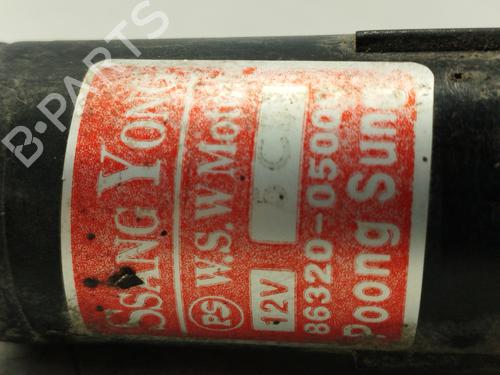 SSANG YONG
PS W.S.W Mot
12V
86320-0500
Poong Sung
B-PARTS